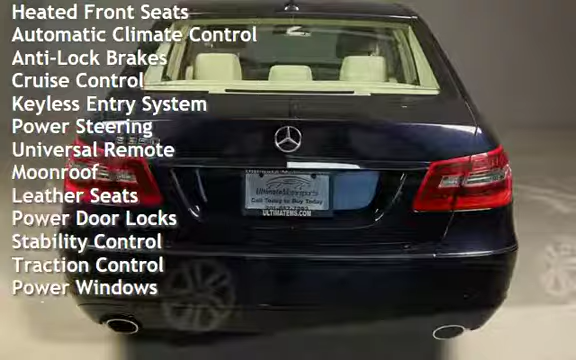 Heated Front Seats
Automatic Climate Control
Anti-Lock Brakes
Cruise Control
Keyless Entry System
Power Steering
Universal Remote
Moonroof
Leather Seats
Power Door Locks
Stability Control
Traction Control
Power Windows
Call Today to Buy Today
ULTIMATEMS.COM